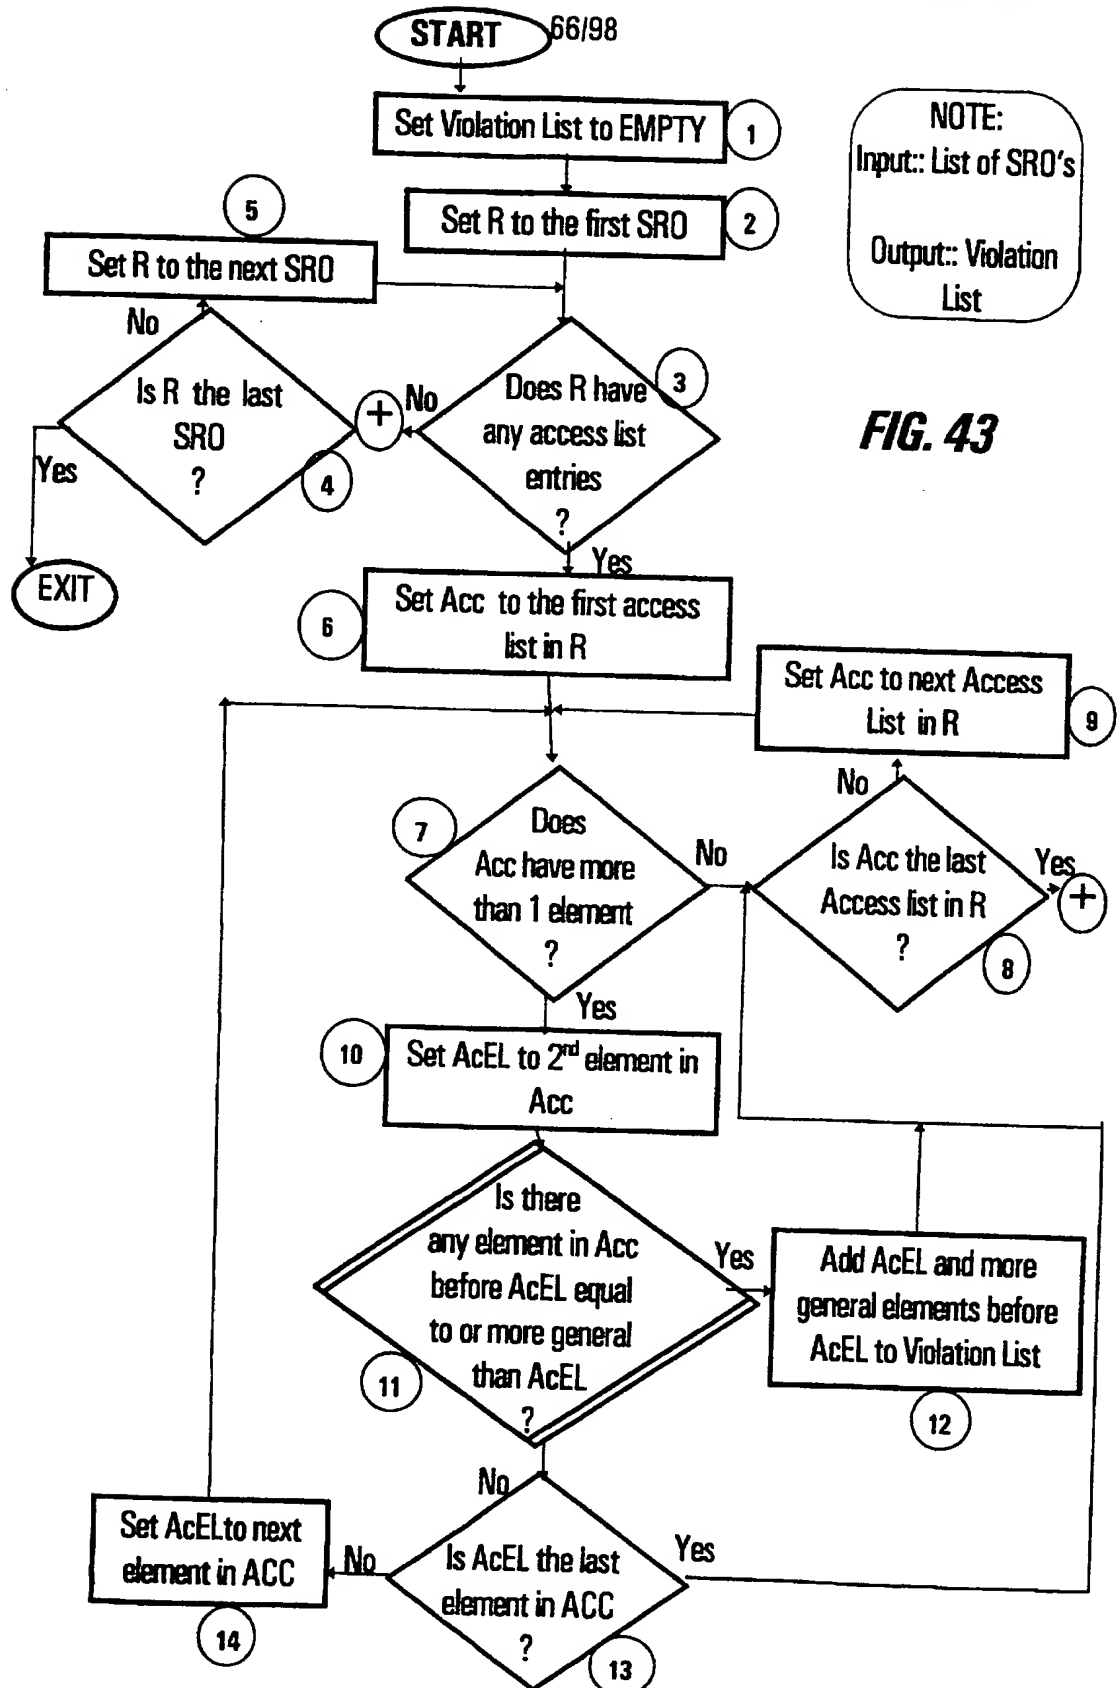 START
66/98
Set Violation List to EMPTY
1
NOTE:
Input:: List of SRO's
Output:: Violation
List
Set R to the first SRO
2
5
Set R to the next SRO
No
Is R the last
SRO
?
4
Yes
EXIT
+
No
Does R have
any access list
entries
?
3
Yes
FIG. 43
Set Acc to the first access
list in R
6
Set Acc to next Access
List in R
9
No
7
Does
Acc have more
than 1 element
?
No
Is Acc the last
Access list in R
?
8
Yes
+
Yes
10
Set AcEL to 2nd element in
Acc
Is there
any element in Acc
before AcEL equal
to or more general
than AcEL
?
11
Yes
Add AcEL and more
general elements before
AcEL to Violation List
12
No
Set AcELto next
element in ACC
14
No
Is AcEL the last
element in ACC
?
13
Yes